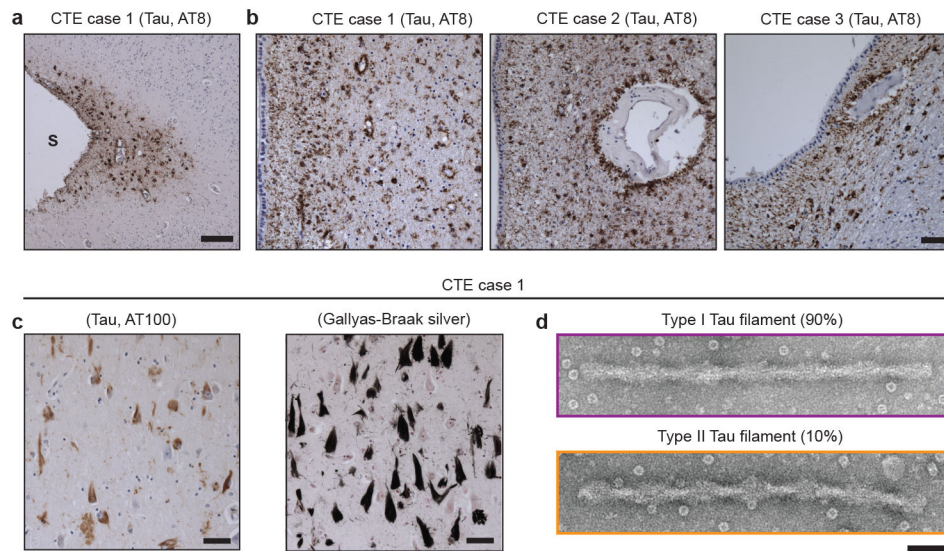 a
CTE case 1 (Tau, AT8)
S
b
CTE case 1 (Tau, AT8)
CTE case 2 (Tau, AT8)
CTE case 3 (Tau, AT8)
CTE case 1
c
(Tau, AT100)
(Gallyas-Braak silver)
d
Type I Tau filament (90%)
Type II Tau filament (10%)